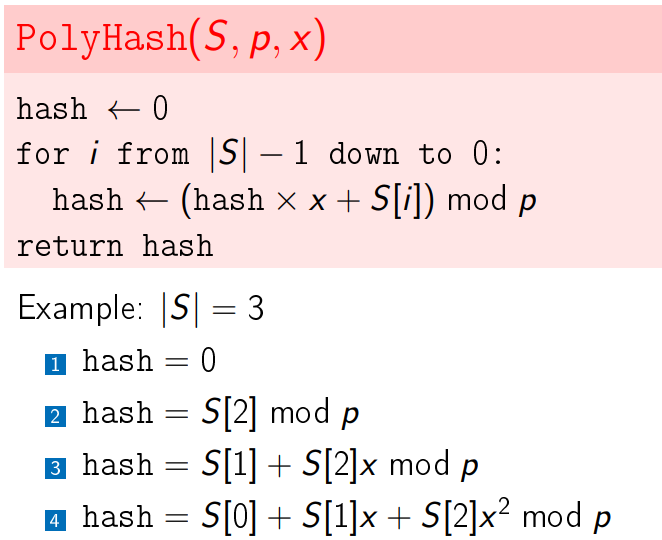 PolyHash(S, p, x)
hash ← 0
for i from |S| − 1 down to 0:
hash ← (hash × x + S[i]) mod p
return hash
Example: |S| = 3
1 hash = 0
2 hash = S[2] mod p
3 hash = S[1] + S[2]x mod p
4 hash = S[0] + S[1]x + S[2]x² mod p